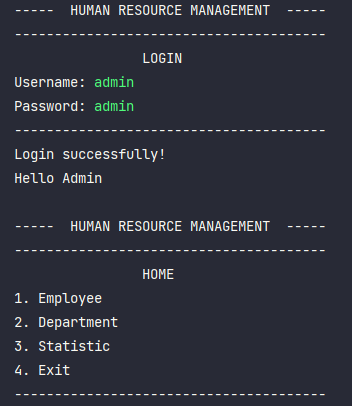 -----  HUMAN RESOURCE MANAGEMENT  -----
---------------------------------------
                LOGIN
Username: admin
Password: admin
---------------------------------------
Login successfully!
Hello Admin

-----  HUMAN RESOURCE MANAGEMENT  -----
---------------------------------------
                HOME
1. Employee
2. Department
3. Statistic
4. Exit
---------------------------------------